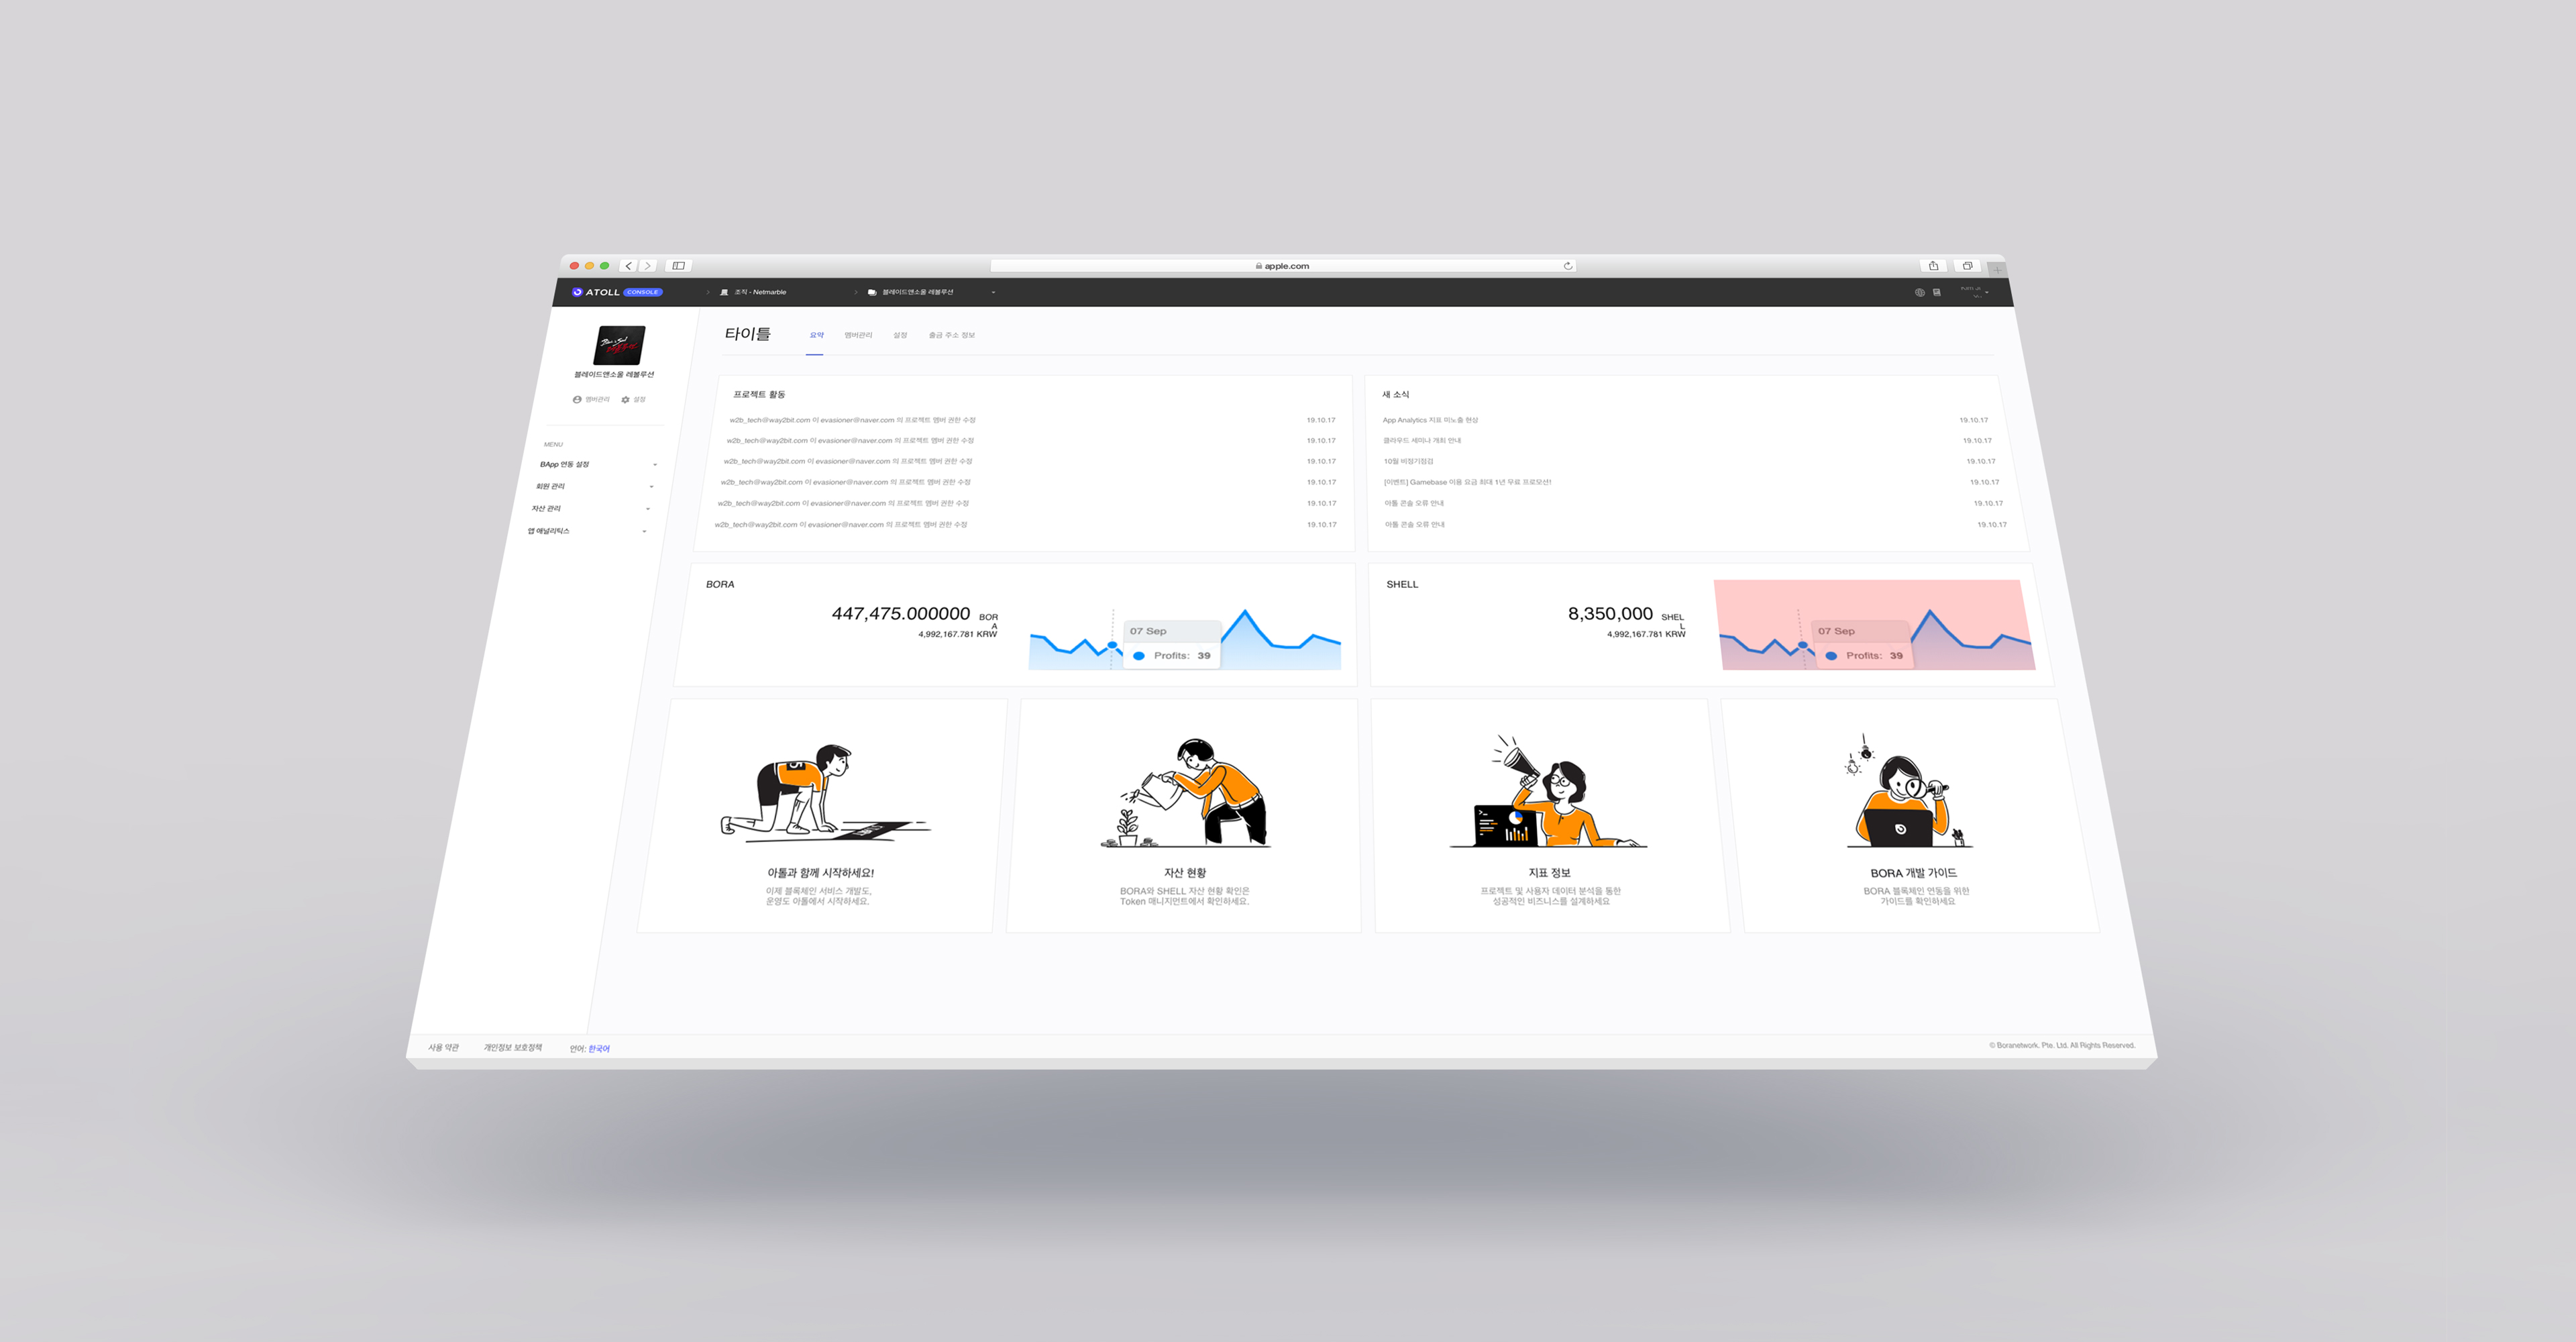 apple.com
ATOLL CONSOLE
조직 - Netmarble
블레이드앤소울 레볼루션
블레이드앤소울 레볼루션
멤버관리
설정
MENU
BApp 연동 설정
회원 관리
자산 관리
앱 애널리틱스
타이틀
요약
멤버관리
설정
출금 주소 정보
프로젝트 활동
w2b_tech@way2bit.com 이 evasioner@naver.com 의 프로젝트 멤버 권한 수정 19.10.17
w2b_tech@way2bit.com 이 evasioner@naver.com 의 프로젝트 멤버 권한 수정 19.10.17
w2b_tech@way2bit.com 이 evasioner@naver.com 의 프로젝트 멤버 권한 수정 19.10.17
w2b_tech@way2bit.com 이 evasioner@naver.com 의 프로젝트 멤버 권한 수정 19.10.17
w2b_tech@way2bit.com 이 evasioner@naver.com 의 프로젝트 멤버 권한 수정 19.10.17
w2b_tech@way2bit.com 이 evasioner@naver.com 의 프로젝트 멤버 권한 수정 19.10.17
새 소식
App Analytics 지표 미노출 현상 19.10.17
클라우드 세미나 개최 안내 19.10.17
10월 비정기점검 19.10.17
[이벤트] Gamebase 이용 요금 최대 1년 무료 프로모션! 19.10.17
아톨 콘솔 오류 안내 19.10.17
아톨 콘솔 오류 안내 19.10.17
BORA
447,475.000000 BOR
A
4,992,167.781 KRW
07 Sep
Profits: 39
SHELL
8,350,000 SHEL
L
4,992,167.781 KRW
07 Sep
Profits: 39
아톨과 함께 시작하세요!
이제 블록체인 서비스 개발도,
운영도 아톨에서 시작하세요.
자산 현황
BORA와 SHELL 자산 현황 확인은
Token 매니지먼트에서 확인하세요.
지표 정보
프로젝트 및 사용자 데이터 분석을 통한
성공적인 비즈니스를 설계하세요
BORA 개발 가이드
BORA 블록체인 연동을 위한
가이드를 확인하세요
사용 약관
개인정보 보호정책
언어: 한국어
© Boranetwork. Pte. Ltd. All Rights Reserved.